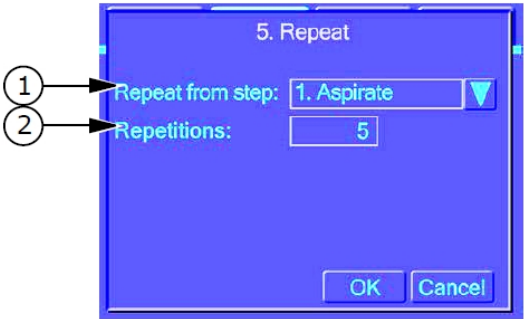 5. Repeat
1 Repeat from step: 1. Aspirate
2 Repetitions: 5
OK Cancel